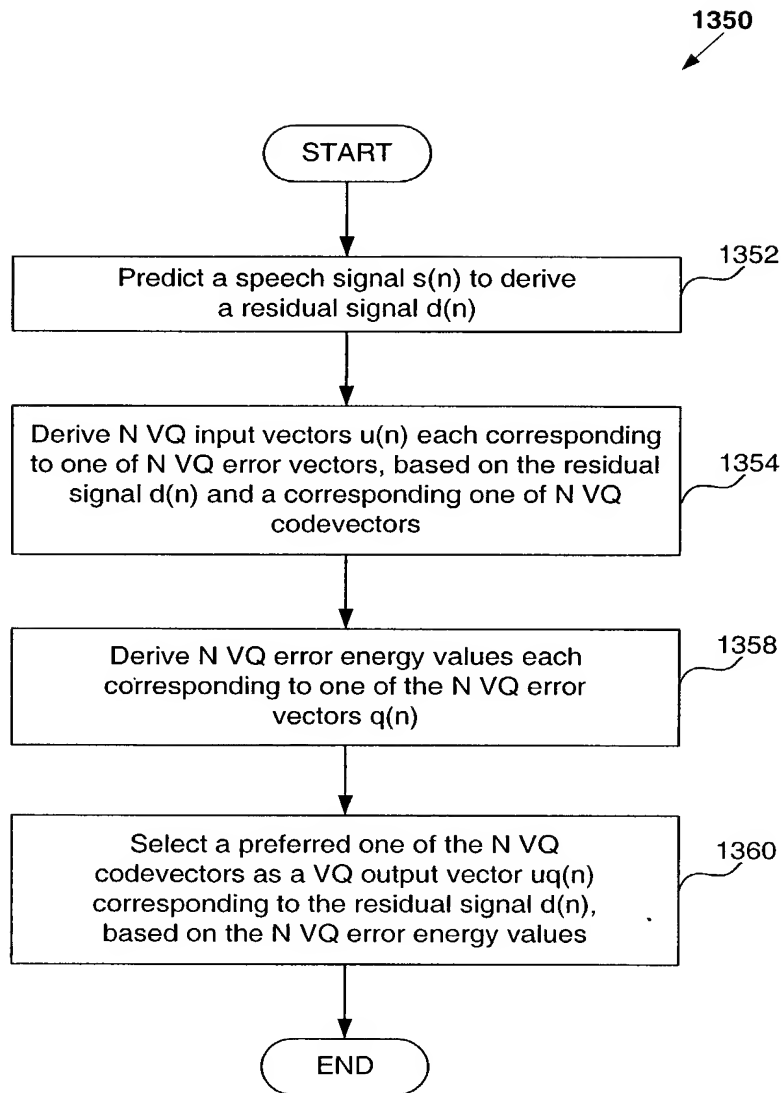 1350
START
1352
Predict a speech signal s(n) to derive
a residual signal d(n)
Derive N VQ input vectors u(n) each corresponding
to one of N VQ error vectors, based on the residual
signal d(n) and a corresponding one of N VQ
codevectors
1354
Derive N VQ error energy values each
corresponding to one of the N VQ error
vectors q(n)
1358
Select a preferred one of the N VQ
codevectors as a VQ output vector uq(n)
corresponding to the residual signal d(n),
based on the N VQ error energy values
1360
END